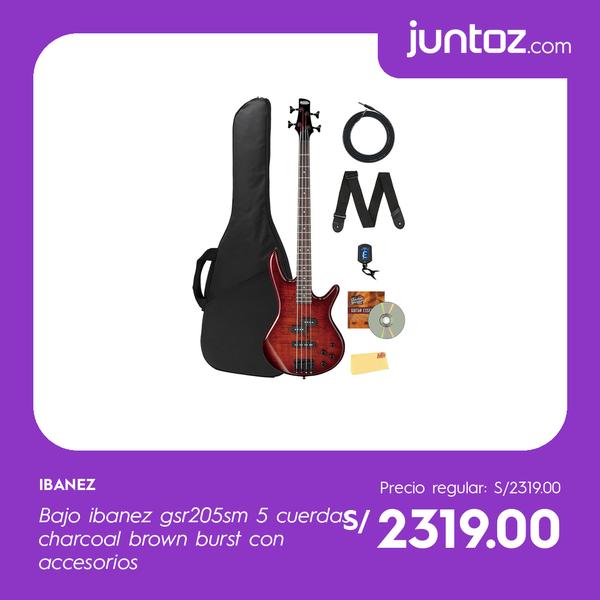 juntoz.com
IBANEZ
Precio regular: S/2319.00
Bajo ibanez gsr205sm 5 cuerdas
charcoal brown burst con
accesorios
S/ 2319.00